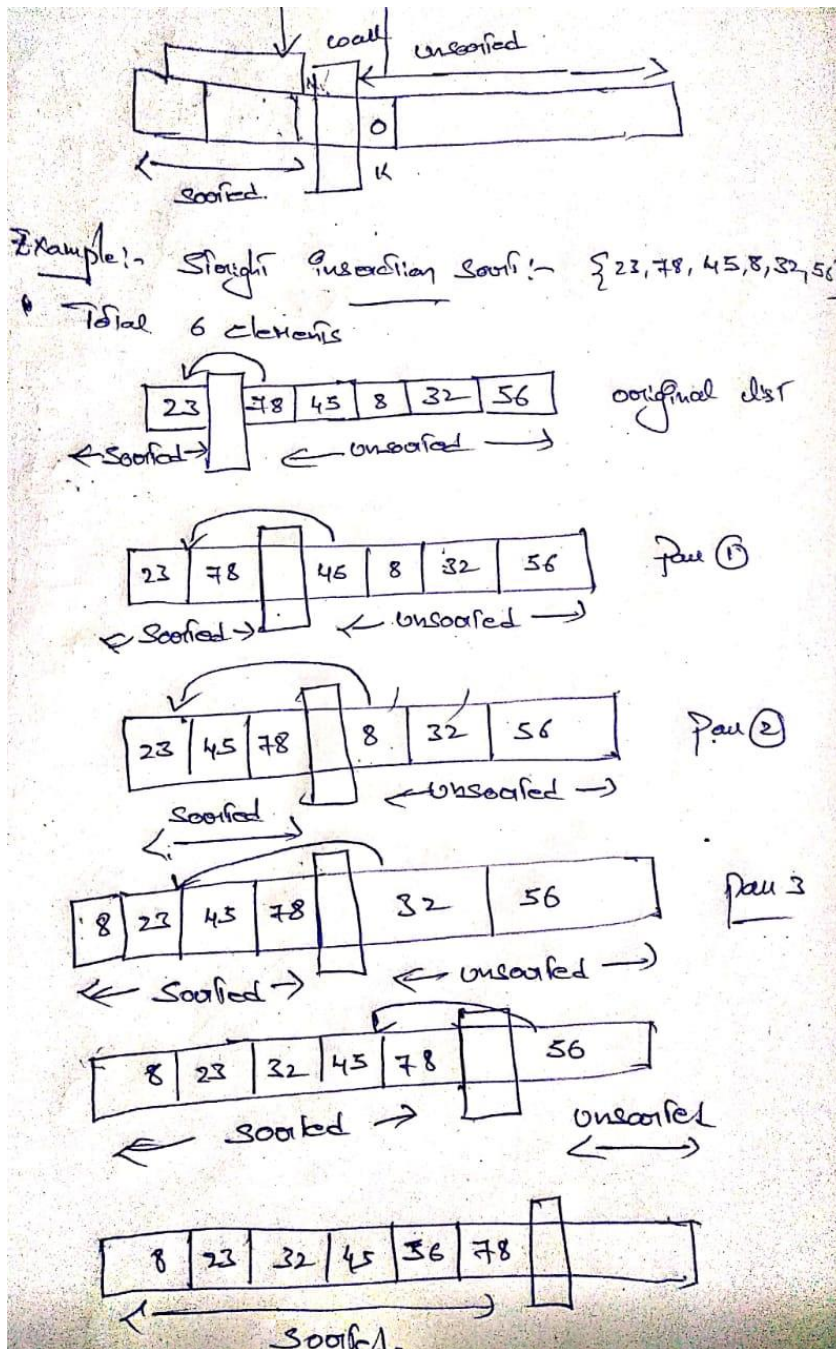 wall unsorted
N
O
sorted. K
Example:- Straight insertion sort:- {23, 78, 45, 8, 32, 56
Total 6 elements
23 78 45 8 32 56 original list
sorted unsorted
23 78 45 8 32 56 Pass ①
sorted unsorted
23 45 78 8 32 56 Pass ②
sorted unsorted
8 23 45 78 32 56 Pass 3
sorted unsorted
8 23 32 45 78 56
sorted unsorted
8 23 32 45 56 78
sorted.